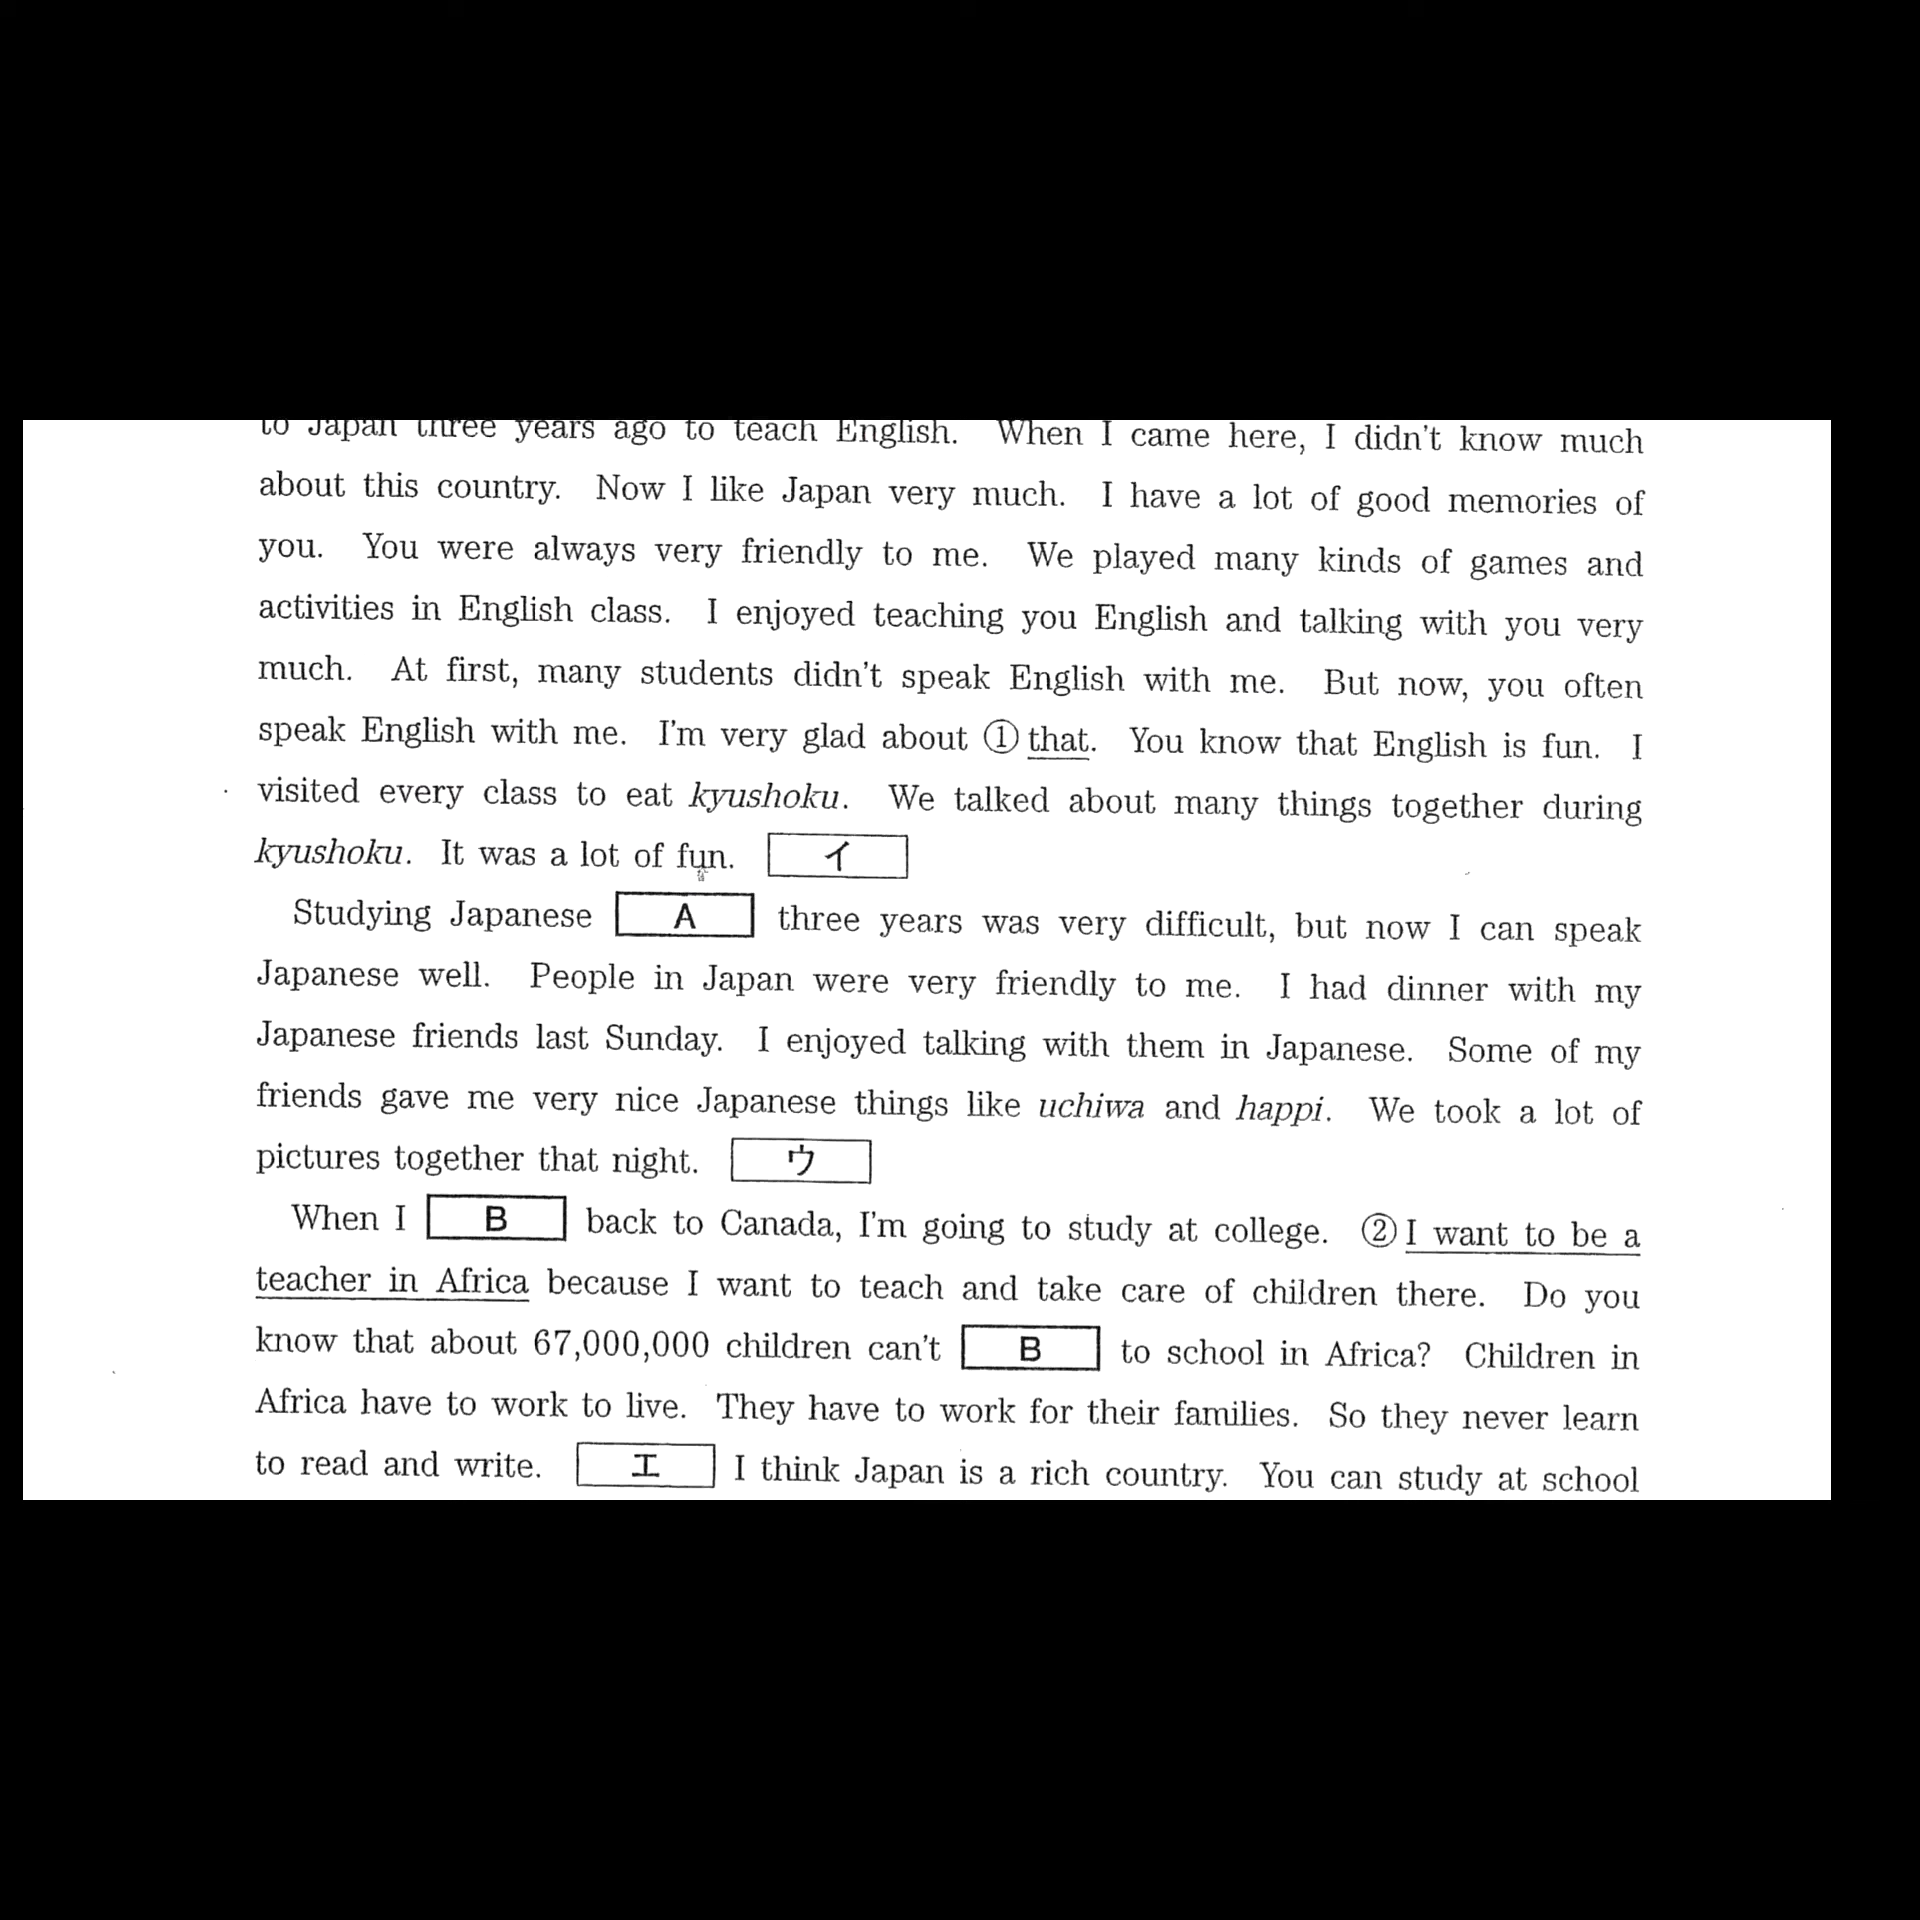 to Japan three years ago to teach English. When I came here, I didn't know much
about this country. Now I like Japan very much. I have a lot of good memories of
you. You were always very friendly to me. We played many kinds of games and
activities in English class. I enjoyed teaching you English and talking with you very
much. At first, many students didn't speak English with me. But now, you often
speak English with me. I'm very glad about ① that. You know that English is fun. I
visited every class to eat kyushoku. We talked about many things together during
kyushoku. It was a lot of fun. イ
Studying Japanese A three years was very difficult, but now I can speak
Japanese well. People in Japan were very friendly to me. I had dinner with my
Japanese friends last Sunday. I enjoyed talking with them in Japanese. Some of my
friends gave me very nice Japanese things like uchiwa and happi. We took a lot of
pictures together that night. ウ
When I B back to Canada, I'm going to study at college. ② I want to be a
teacher in Africa because I want to teach and take care of children there. Do you
know that about 67,000,000 children can't B to school in Africa? Children in
Africa have to work to live. They have to work for their families. So they never learn
to read and write. エ I think Japan is a rich country. You can study at school